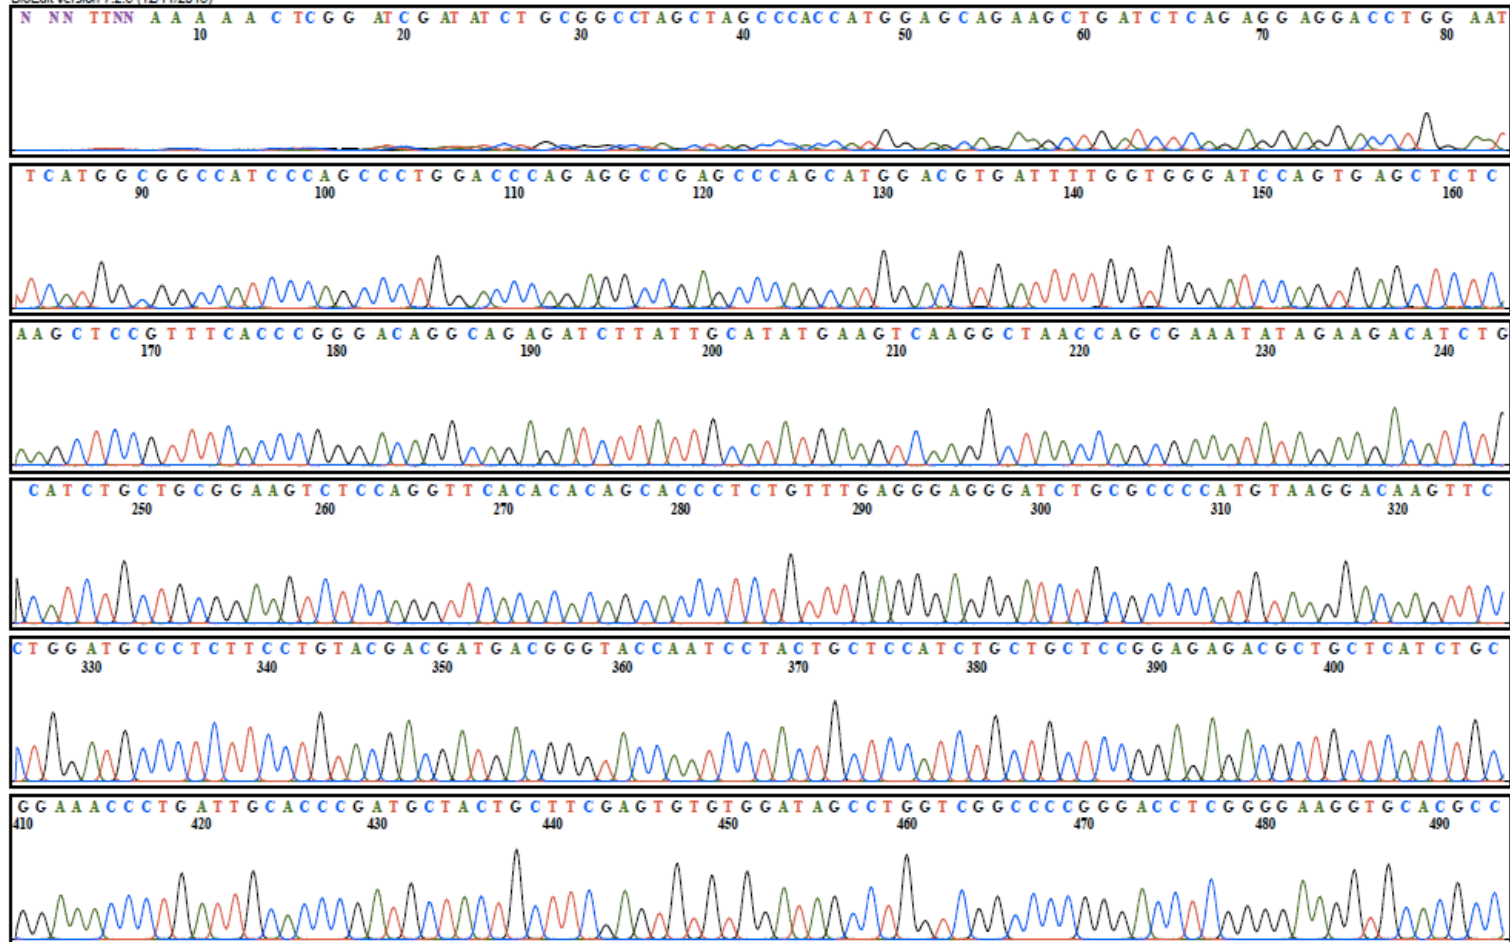 N NN TTNN A A A A A C TCGG ATCGATATCT GCGGCCTAGCTAGCCCACCATGGAGCAGAAGCTGATCTCAGAGGAGGACCTGG AAT
10 20 30 40 50 60 70 80
TCATGGCGGCCATCCCAGCCCTGGACCCAGAGGCCGAGCCCAGCATGGACGTGATTTTGGTGGGATCCAGTGAGCTCTC
90 100 110 120 130 140 150 160
AAGCTCCGTTTCACCCGGGACAGGCAGAGATCTTATTGCATATGAAGTCAAGGCTAACCAGCGAAATATAGAAGACATCTG
170 180 190 200 210 220 230 240
CATCTGCTGCGGAAGTCTCCAGGTTCACACACAGCACCCTCTGTTTGAGGGAGGGATCTGCGCCCCATGTAAGGACAAGTTC
250 260 270 280 290 300 310 320
CTGGATGCCCTCTTCCTGTACGACGATGACGGGTACCAATCCTACTGCTCCATCTGCTGCTCCGGAGAGACGCTGCTCATCTGC
330 340 350 360 370 380 390 400
GGAAACCCTGATTGCACCCGATGCTACTGCTTCGAGTGTGTGGATAGCCTGGTCGGCCCCGGGACCTCGGGGAAGGTGCACGCC
410 420 430 440 450 460 470 480 490